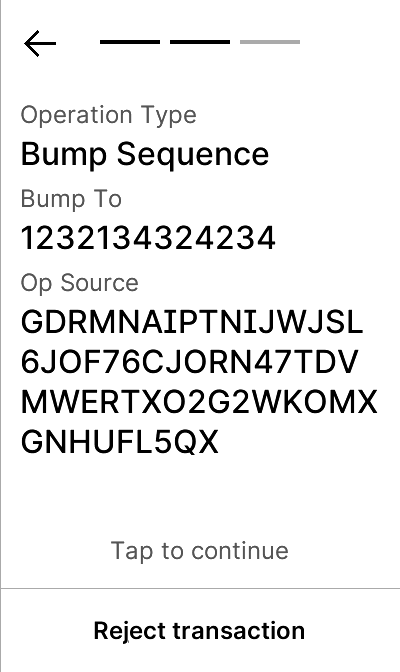 Operation Type
Bump Sequence
Bump To
1232134324234
Op Source
GDRMNAIPTNIJWJSL
6JOF76CJORN47TDV
MWERTXO2G2WKOMX
GNHUFL5QX
Tap to continue
Reject transaction